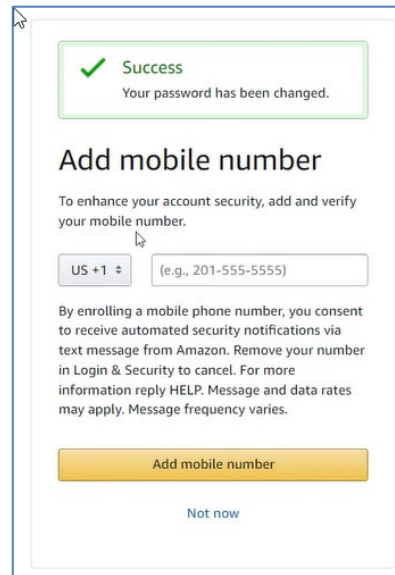 Success
Your password has been changed.
Add mobile number
To enhance your account security, add and verify
your mobile number.
US +1
(e.g., 201-555-5555)
By enrolling a mobile phone number, you consent
to receive automated security notifications via
text message from Amazon. Remove your number
in Login & Security to cancel. For more
information reply HELP. Message and data rates
may apply. Message frequency varies.
Add mobile number
Not now